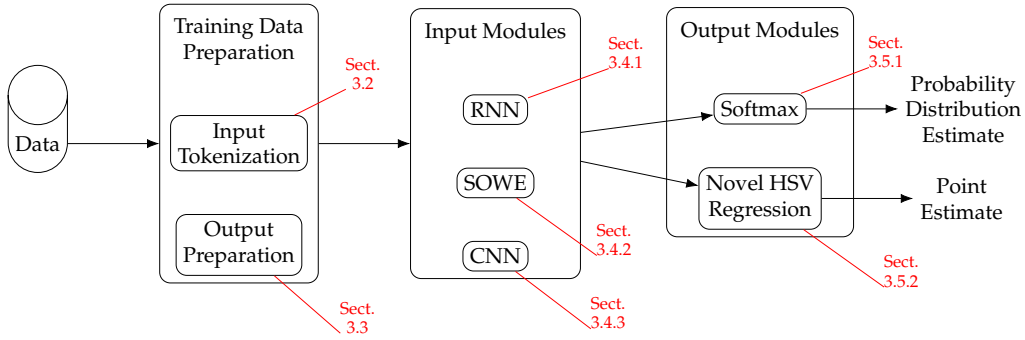 Data
Training Data
Preparation
Sect.
3.2
Input
Tokenization
Output
Preparation
Sect.
3.3
Input Modules
Sect.
3.4.1
RNN
SOWE
Sect.
3.4.2
CNN
Sect.
3.4.3
Output Modules
Sect.
3.5.1
Softmax
Novel HSV
Regression
Sect.
3.5.2
Probability
Distribution
Estimate
Point
Estimate